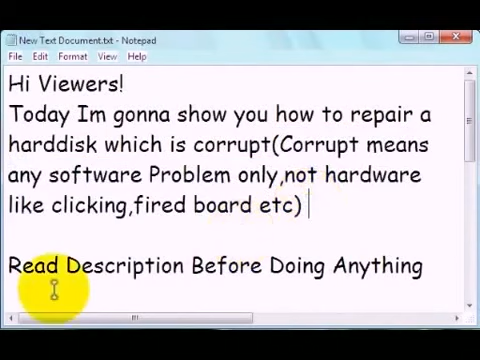 New Text Document.txt - Notepad
File Edit Format View Help
Hi Viewers!
Today Im gonna show you how to repair a
harddisk which is corrupt(Corrupt means
any software Problem only,not hardware
like clicking,fired board etc)
Read Description Before Doing Anything